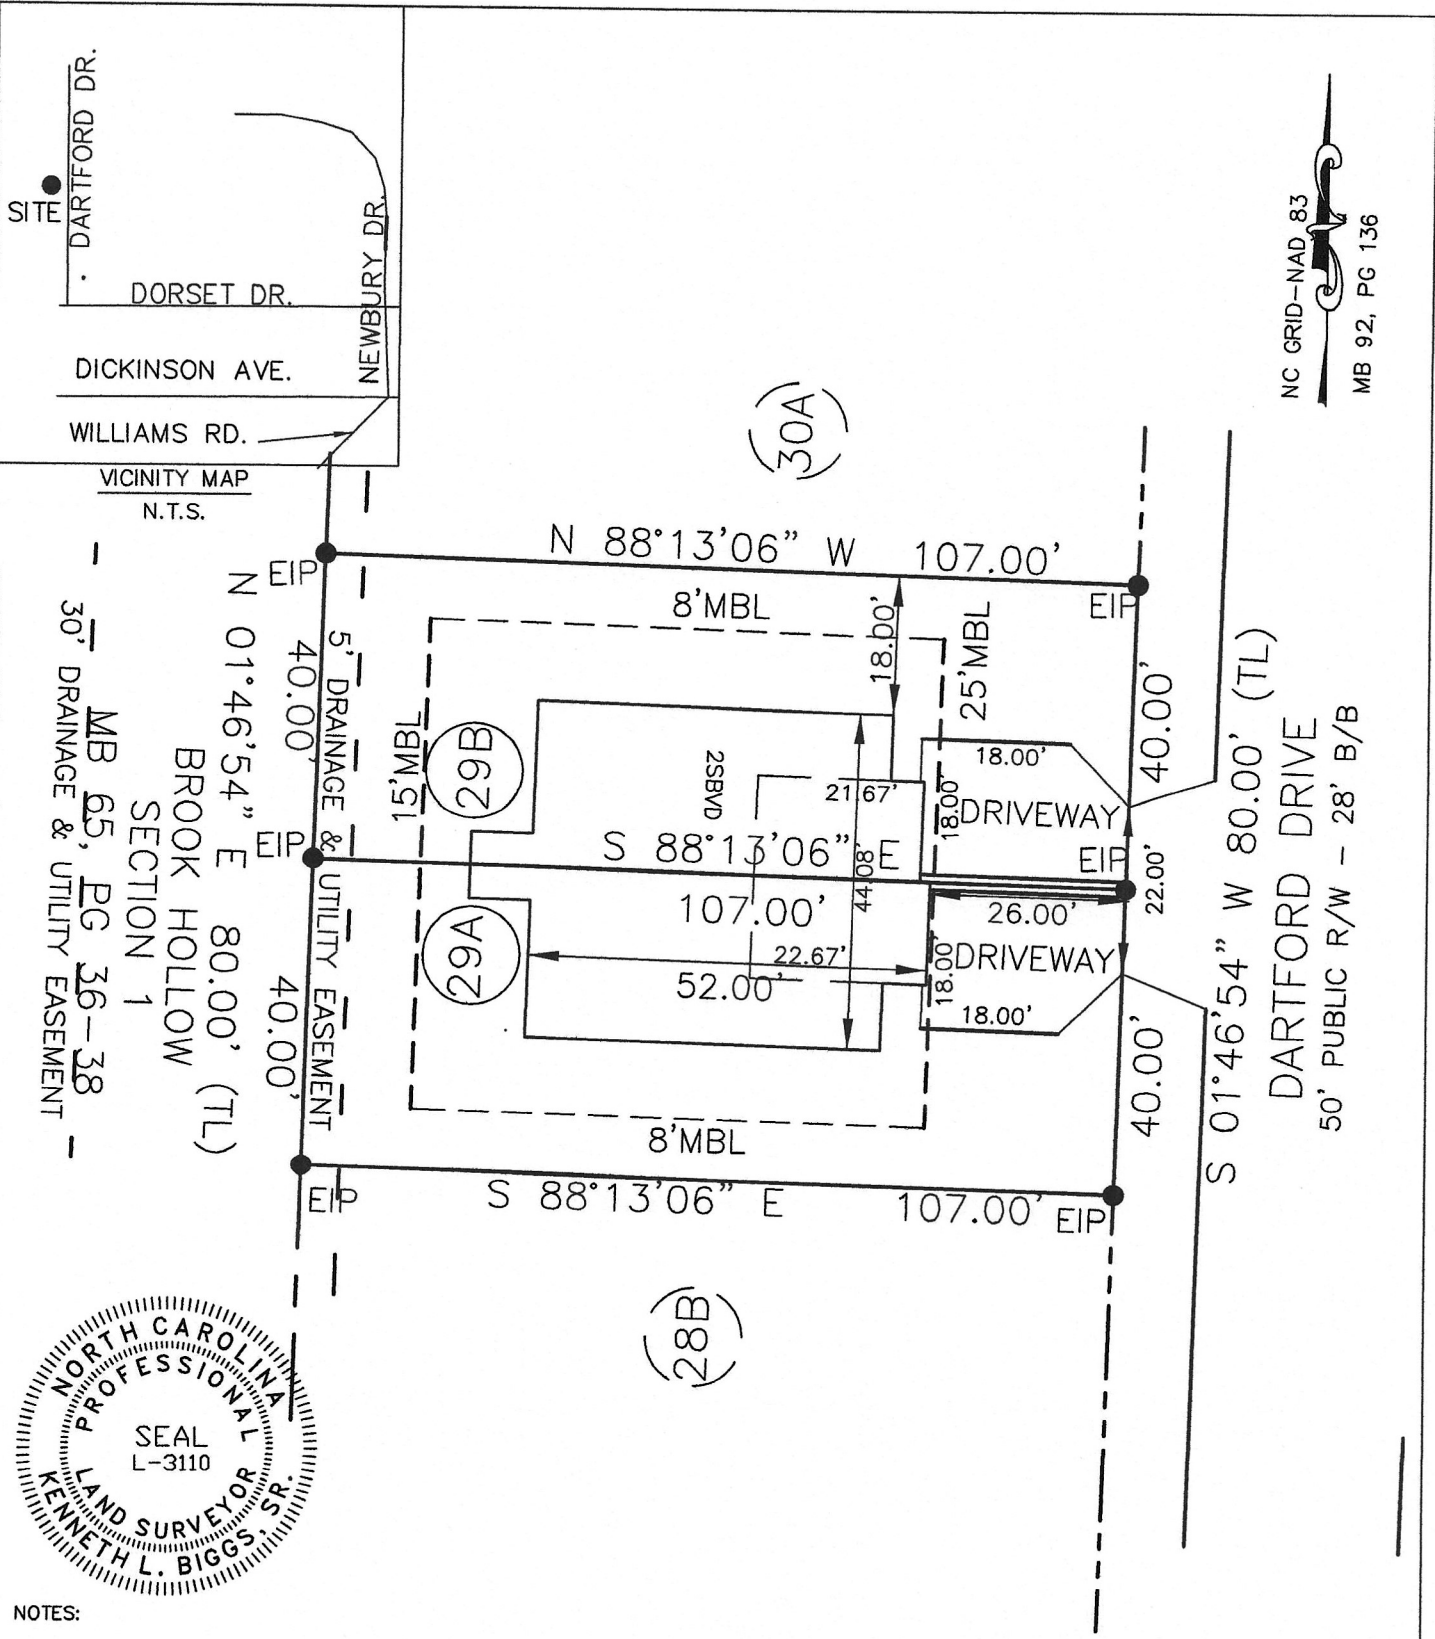 DARTFORD DR.
SITE
DORSET DR.
NEWBURY DR.
DICKINSON AVE.
WILLIAMS RD.
VICINITY MAP
N.T.S.
NC GRID-NAD 83
MB 92, PG 136
30A
N 88°13'06" W 107.00'
EIP
EIP
8'MBL
18.00'
25'MBL
40.00'
S 01°46'54" W 80.00' (TL)
DARTFORD DRIVE
50' PUBLIC R/W - 28' B/B
N 01°46'54" E 80.00' (TL)
40.00'
5' DRAINAGE & UTILITY EASEMENT
15'MBL
29B
2SBVD
21.67'
18.00'
18.00'
DRIVEWAY
BROOK HOLLOW
SECTION 1
MB 65, PG 36-38
30' DRAINAGE & UTILITY EASEMENT
EIP
S 88°13'06" E
107.00'
44.08'
EIP
22.00'
26.00'
29A
22.67'
52.00'
18.00'
DRIVEWAY
18.00'
40.00'
40.00'
8'MBL
EIP
S 88°13'06" E 107.00'
EIP
28B
NORTH CAROLINA
PROFESSIONAL
SEAL
L-3110
LAND SURVEYOR
KENNETH L. BIGGS, SR.
NOTES: